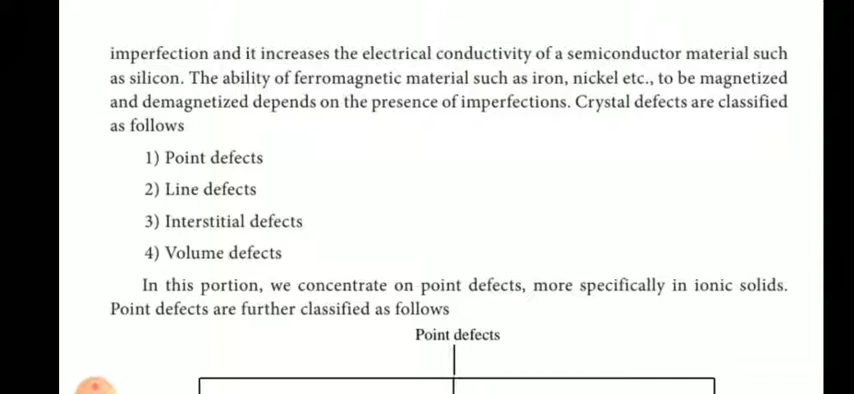 imperfection and it increases the electrical conductivity of a semiconductor material such
as silicon. The ability of ferromagnetic material such as iron, nickel etc., to be magnetized
and demagnetized depends on the presence of imperfections. Crystal defects are classified
as follows
1) Point defects
2) Line defects
3) Interstitial defects
4) Volume defects
In this portion, we concentrate on point defects, more specifically in ionic solids.
Point defects are further classified as follows
Point defects